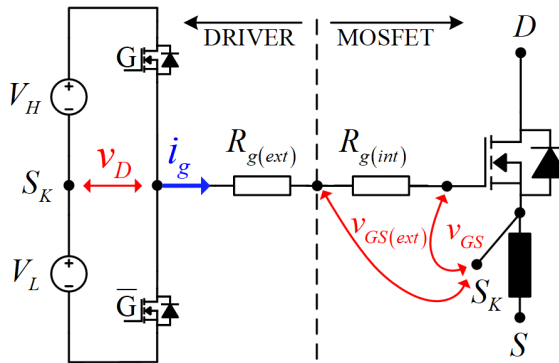 DRIVER MOSFET
G
D
V_H
R_g(ext) R_g(int)
v_D i_g
S_K
v_GS(ext) v_GS
V_L
G̅
S_K
S